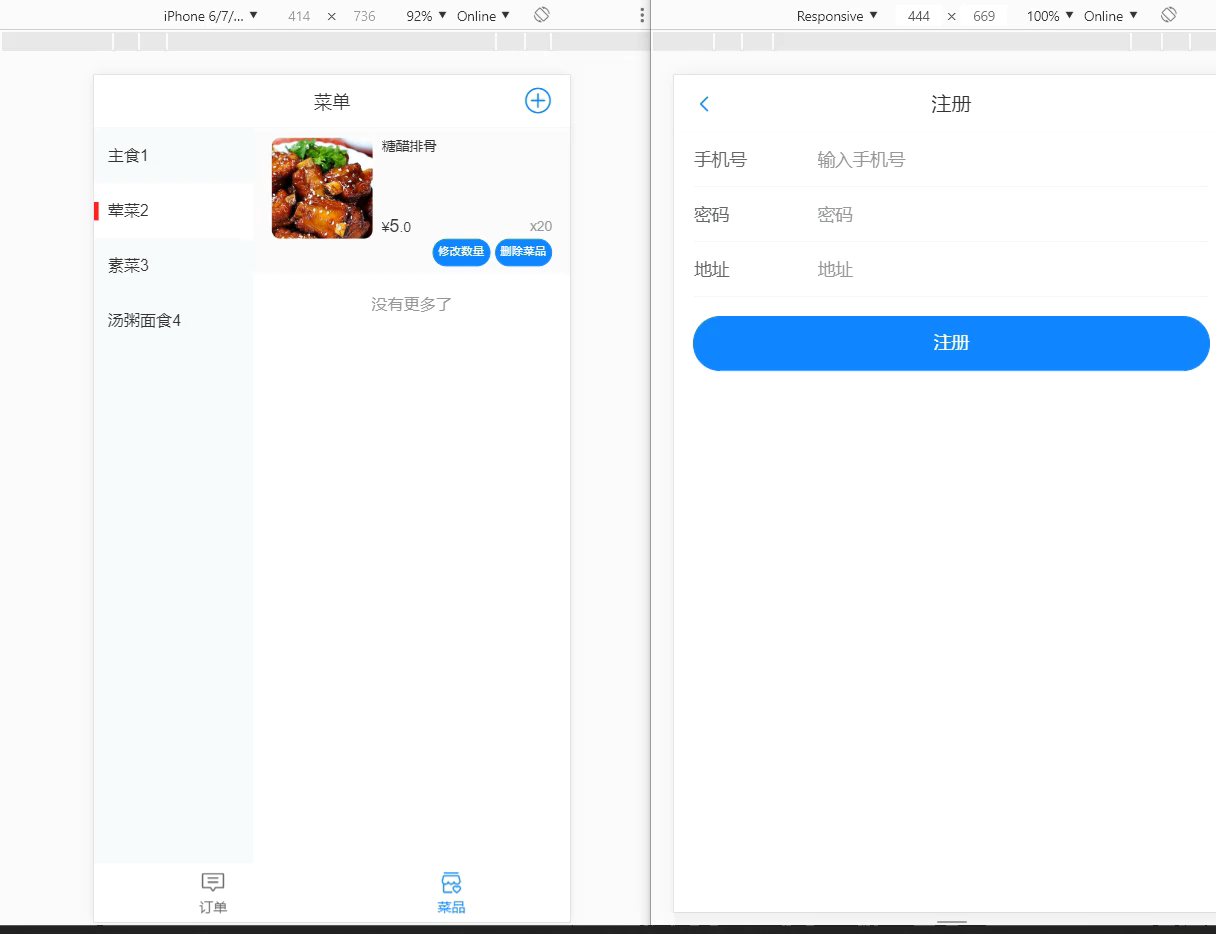 iPhone 6/7/... ▼ 414 × 736 92% ▼ Online ▼
菜单
主食1
荤菜2
素菜3
汤粥面食4
糖醋排骨
¥5.0 x20
修改数量 删除菜品
没有更多了
订单 菜品
Responsive ▼ 444 × 669 100% ▼ Online ▼
注册
手机号 输入手机号
密码 密码
地址 地址
注册